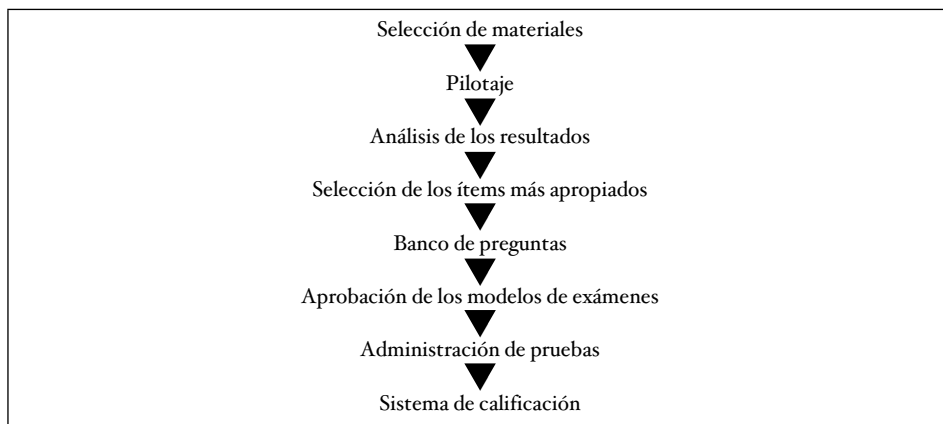 Selección de materiales
Pilotaje
Análisis de los resultados
Selección de los ítems más apropiados
Banco de preguntas
Aprobación de los modelos de exámenes
Administración de pruebas
Sistema de calificación